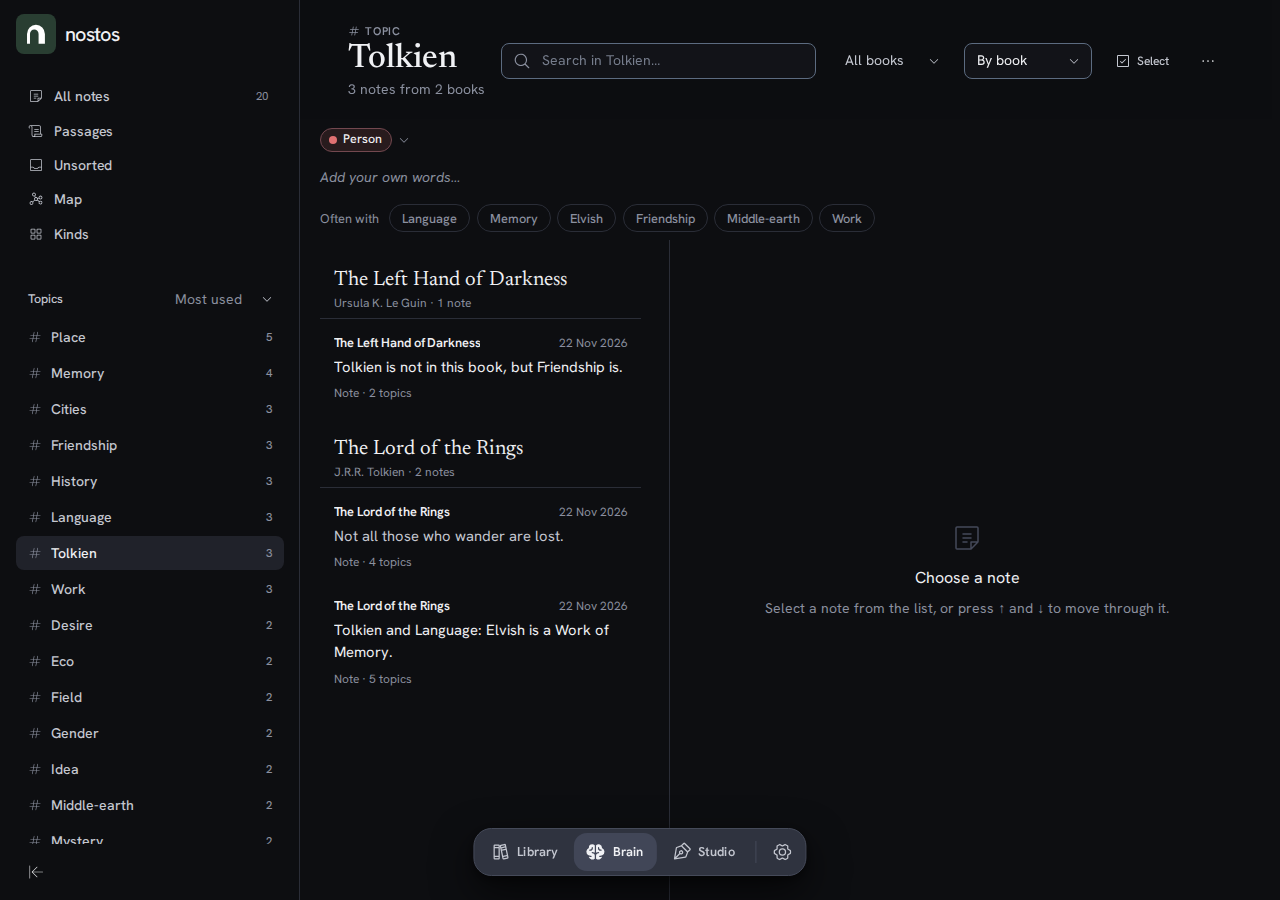 nostos
All notes 20
Passages
Unsorted
Map
Kinds
Topics Most used
# Place 5
# Memory 4
# Cities 3
# Friendship 3
# History 3
# Language 3
# Tolkien 3
# Work 3
# Desire 2
# Eco 2
# Field 2
# Gender 2
# Idea 2
# Middle-earth 2
# Mystery 2
# TOPIC
Tolkien
3 notes from 2 books
Search in Tolkien...
All books
By book
Select
Person
Add your own words...
Often with Language Memory Elvish Friendship Middle-earth Work
The Left Hand of Darkness
Ursula K. Le Guin · 1 note
The Left Hand of Darkness 22 Nov 2026
Tolkien is not in this book, but Friendship is.
Note · 2 topics
The Lord of the Rings
J.R.R. Tolkien · 2 notes
The Lord of the Rings 22 Nov 2026
Not all those who wander are lost.
Note · 4 topics
The Lord of the Rings 22 Nov 2026
Tolkien and Language: Elvish is a Work of
Memory.
Note · 5 topics
Choose a note
Select a note from the list, or press ↑ and ↓ to move through it.
Library Brain Studio